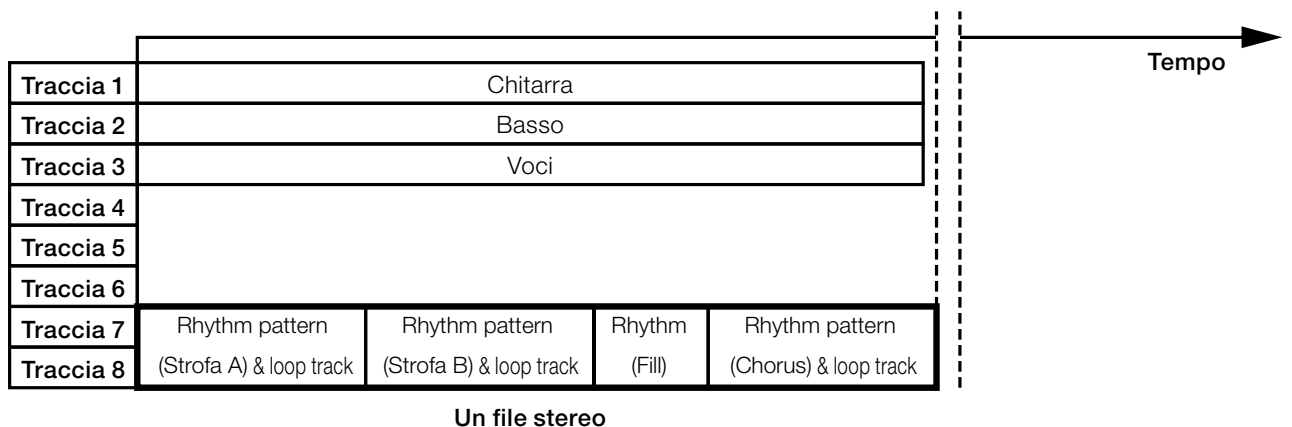 Tempo
Traccia 1 Chitarra
Traccia 2 Basso
Traccia 3 Voci
Traccia 4
Traccia 5
Traccia 6
Traccia 7 Rhythm pattern Rhythm pattern Rhythm Rhythm pattern
Traccia 8 (Strofa A) & loop track (Strofa B) & loop track (Fill) (Chorus) & loop track
Un file stereo